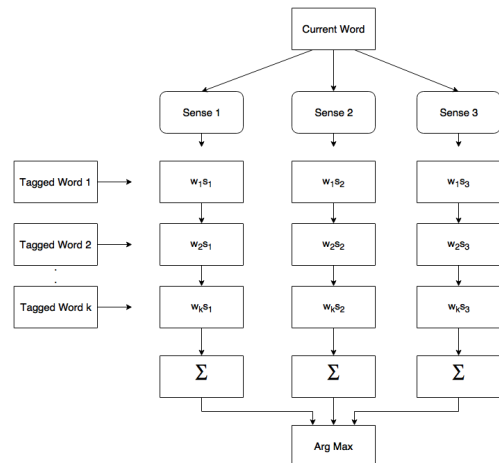 Current Word
Sense 1 Sense 2 Sense 3
Tagged Word 1 w₁s₁ w₁s₂ w₁s₃
Tagged Word 2 w₂s₁ w₂s₂ w₂s₃
Tagged Word k wₖs₁ wₖs₂ wₖs₃
Σ Σ Σ
Arg Max